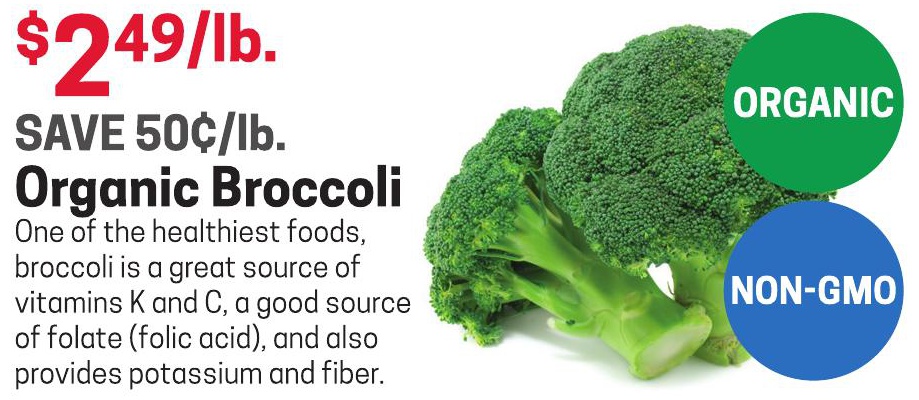 $2 49/lb.
SAVE 50¢/lb.
Organic Broccoli
One of the healthiest foods,
broccoli is a great source of
vitamins K and C, a good source
of folate (folic acid), and also
provides potassium and fiber.
ORGANIC
NON-GMO